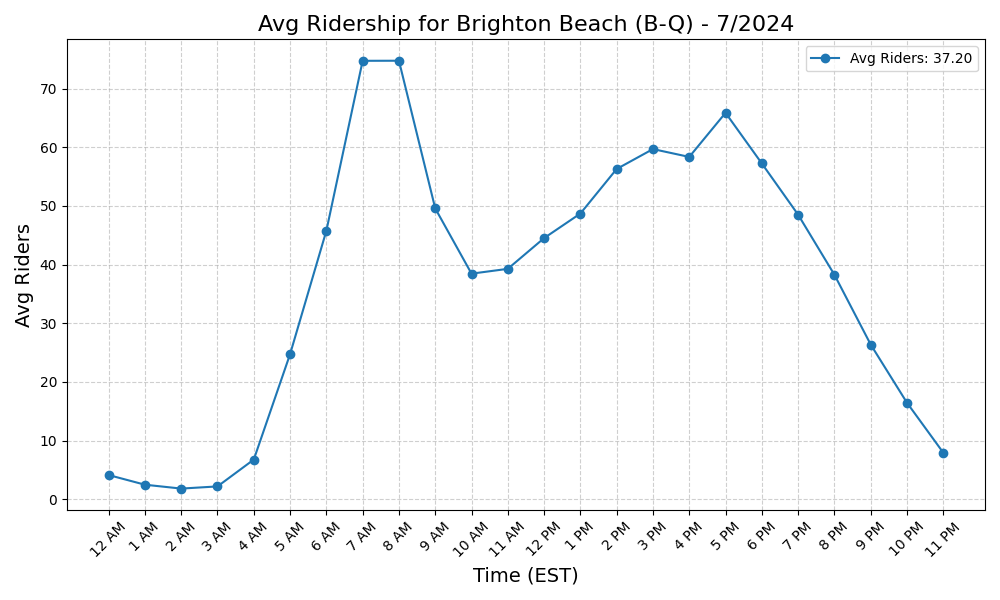 Avg Ridership for Brighton Beach (B-Q) - 7/2024
Avg Riders: 37.20
Avg Riders
70
60
50
40
30
20
10
0
12 AM
1 AM
2 AM
3 AM
4 AM
5 AM
6 AM
7 AM
8 AM
9 AM
10 AM
11 AM
12 PM
1 PM
2 PM
3 PM
4 PM
5 PM
6 PM
7 PM
8 PM
9 PM
10 PM
11 PM
Time (EST)